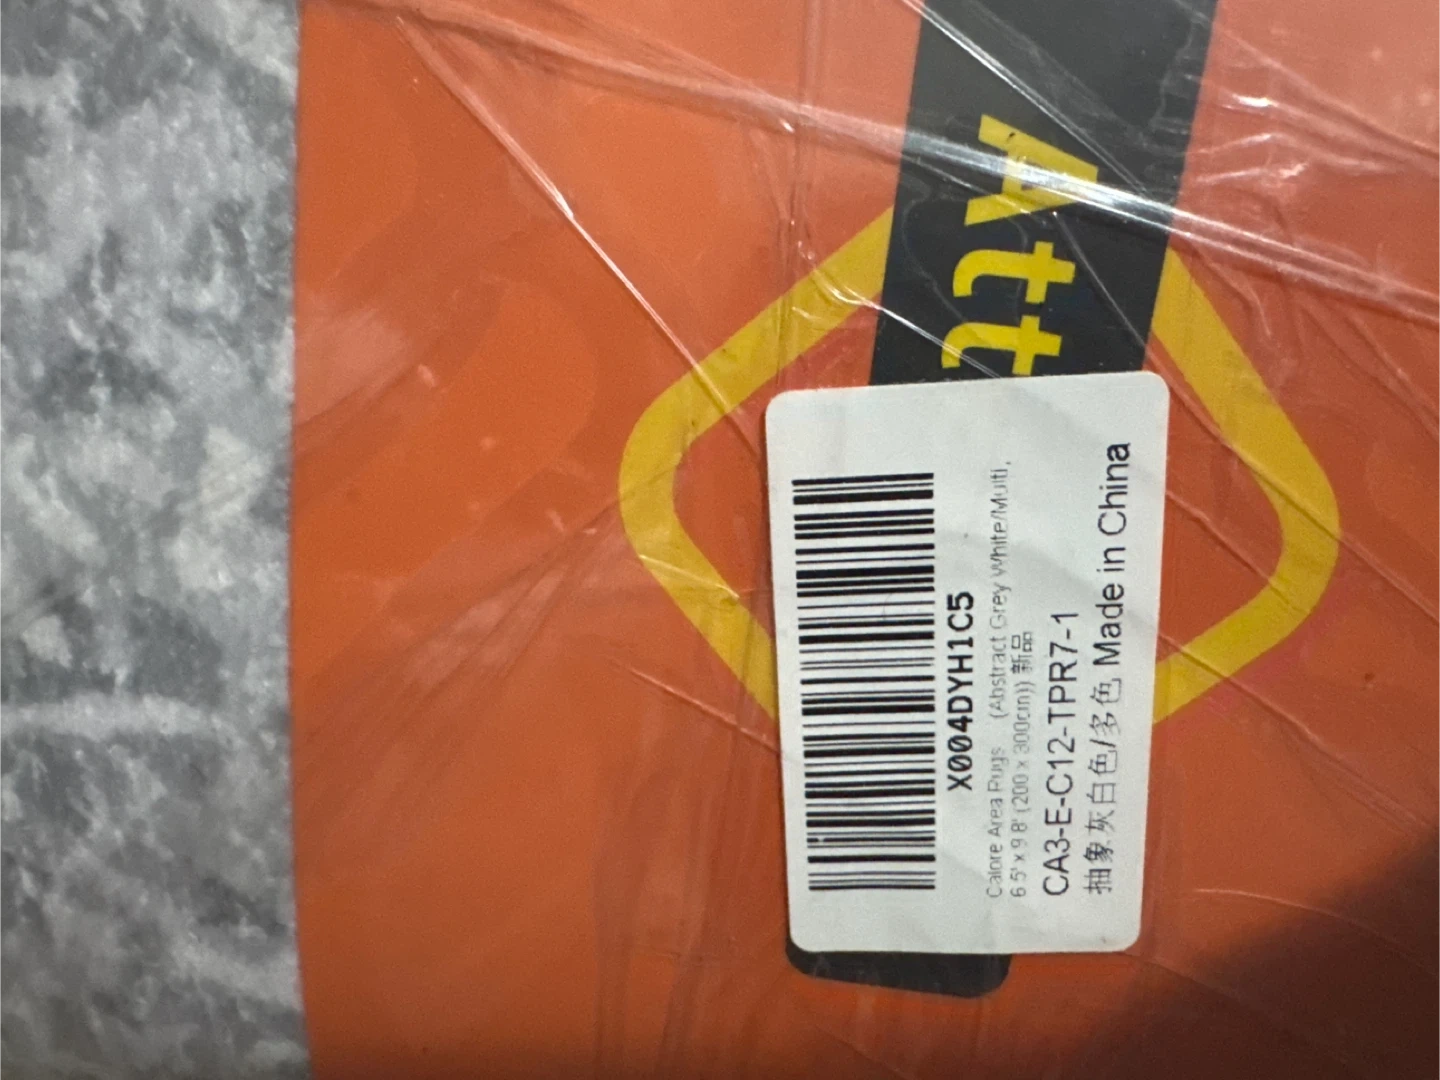 Att
X004DYH1C5
Calore Area Rugs (Abstract Grey White/Multi,
6.5' x 9.8' (200 x 300cm)) 新品
CA3-E-C12-TPR7-1
抽象灰白色/多色 Made in China